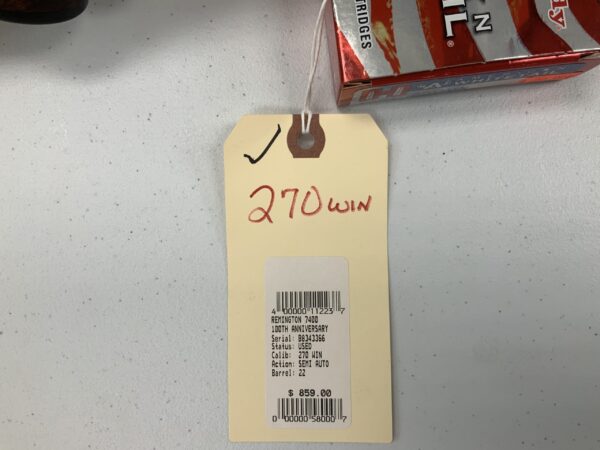 TRIDGES
270 WIN
4 00000 11223 7
REMINGTON 7400
100TH ANNIVERSARY
Serial: B8343366
Status: USED
Calib: 270 WIN
Action: SEMI AUTO
Barrel: 22
$ 859.00
0 00000 58000 7